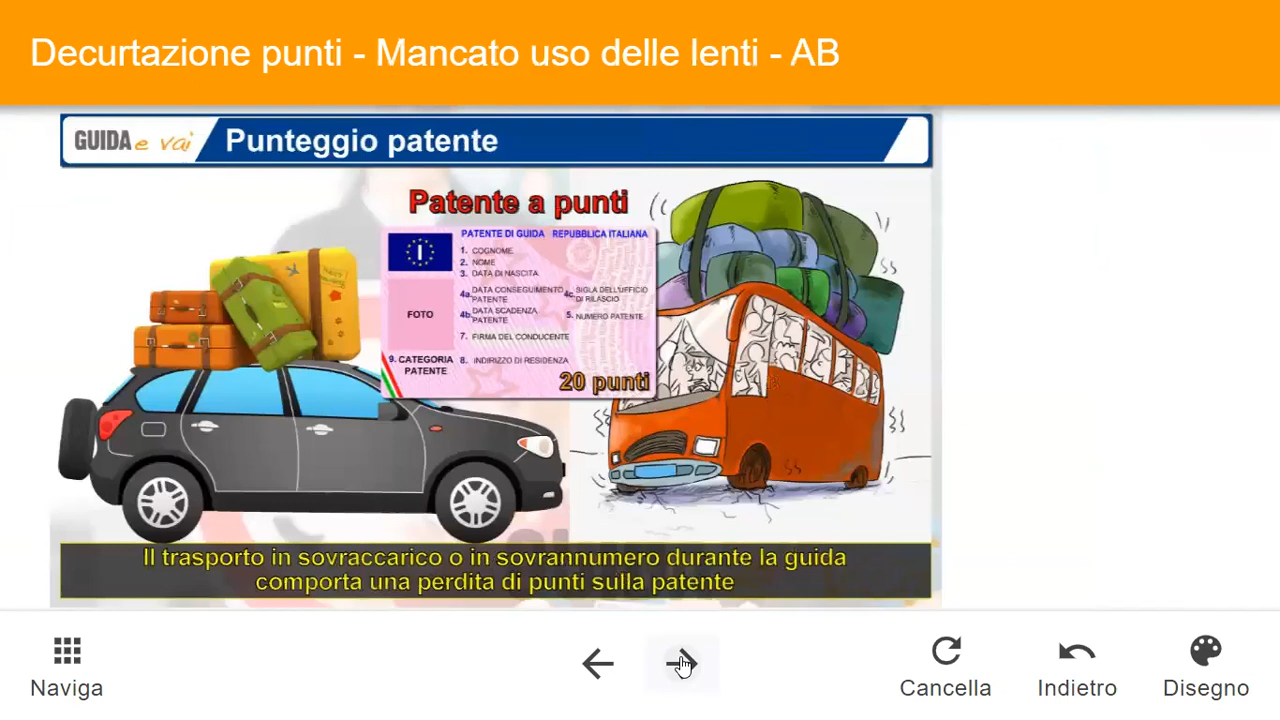 Decurtazione punti - Mancato uso delle lenti - AB
GUIDA e vai
Punteggio patente
Patente a punti
PATENTE DI GUIDA REPUBBLICA ITALIANA
I
1. COGNOME
2. NOME
3. DATA DI NASCITA
4a. DATA CONSEGUIMENTO PATENTE
4c. SIGLA DELL'UFFICIO DI RILASCIO
4b. DATA SCADENZA PATENTE
5. NUMERO PATENTE
FOTO
7. FIRMA DEL CONDUCENTE
9. CATEGORIA PATENTE
8. INDIRIZZO DI RESIDENZA
20 punti
Il trasporto in sovraccarico o in sovrannumero durante la guida
comporta una perdita di punti sulla patente
Naviga
Cancella
Indietro
Disegno